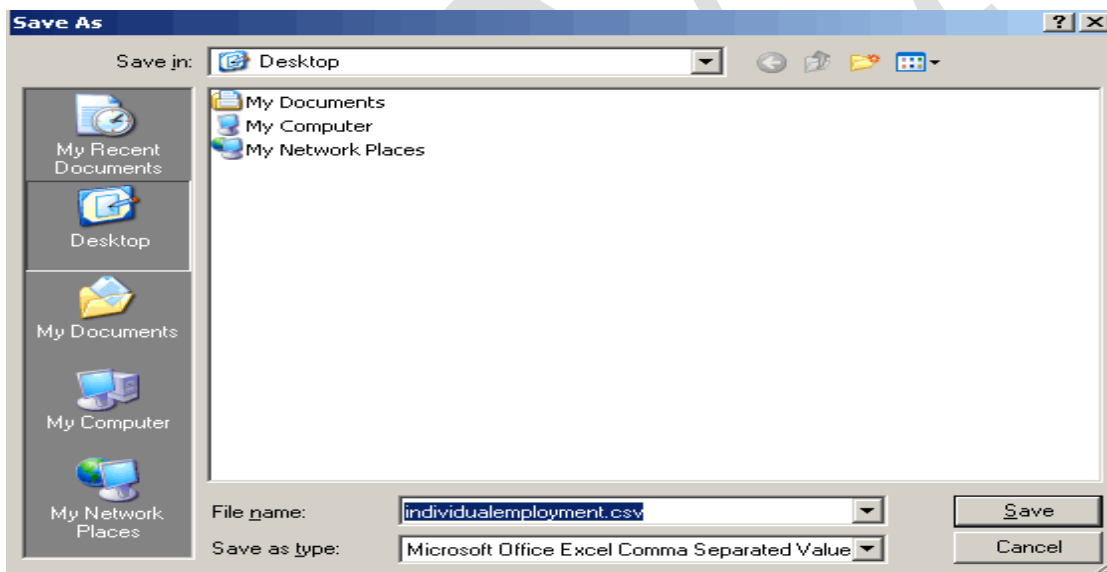 Save As
Save in: Desktop
My Documents
My Computer
My Network Places
My Recent
Documents
Desktop
My Documents
My Computer
My Network
Places
File name: individualemployment.csv Save
Save as type: Microsoft Office Excel Comma Separated Value Cancel